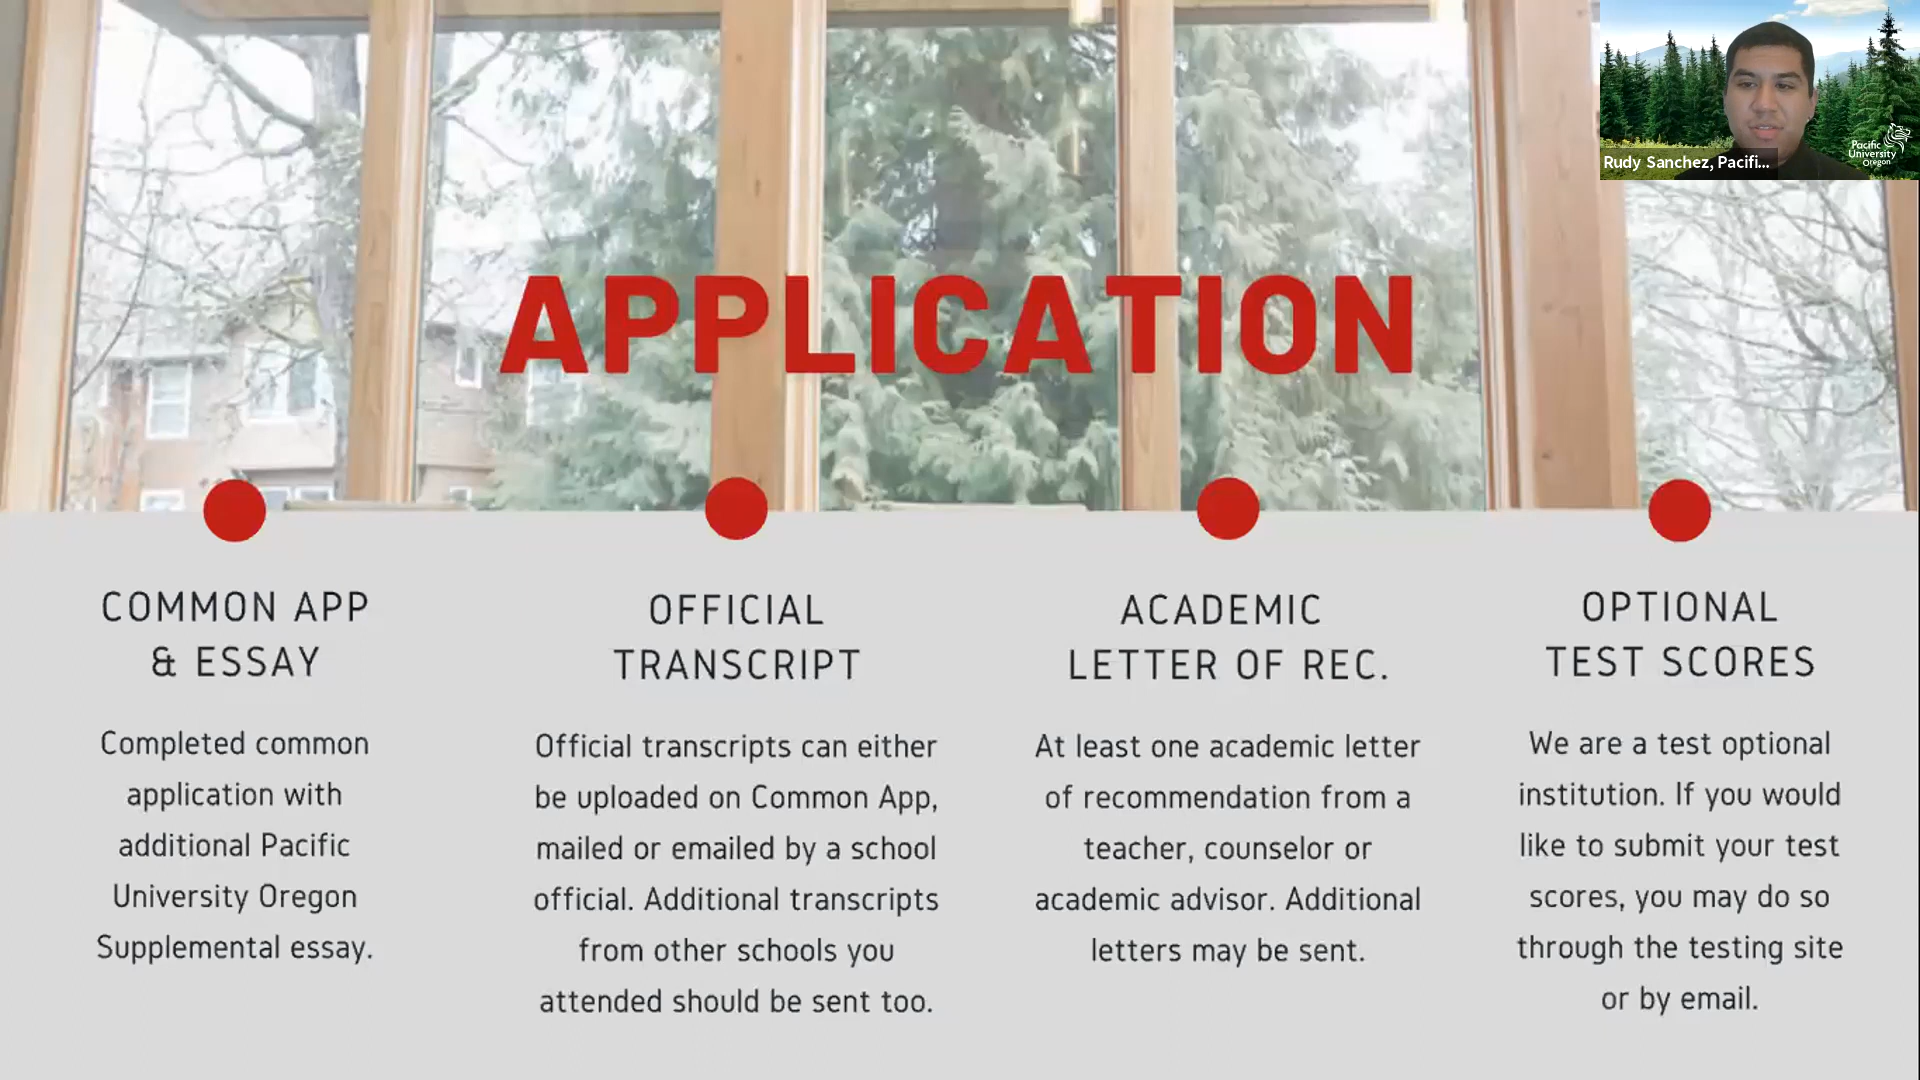 Pacific
University
Oregon
Rudy Sanchez, Pacifi...
APPLICATION
COMMON APP
& ESSAY
Completed common
application with
additional Pacific
University Oregon
Supplemental essay.
OFFICIAL
TRANSCRIPT
Official transcripts can either
be uploaded on Common App,
mailed or emailed by a school
official. Additional transcripts
from other schools you
attended should be sent too.
ACADEMIC
LETTER OF REC.
At least one academic letter
of recommendation from a
teacher, counselor or
academic advisor. Additional
letters may be sent.
OPTIONAL
TEST SCORES
We are a test optional
institution. If you would
like to submit your test
scores, you may do so
through the testing site
or by email.